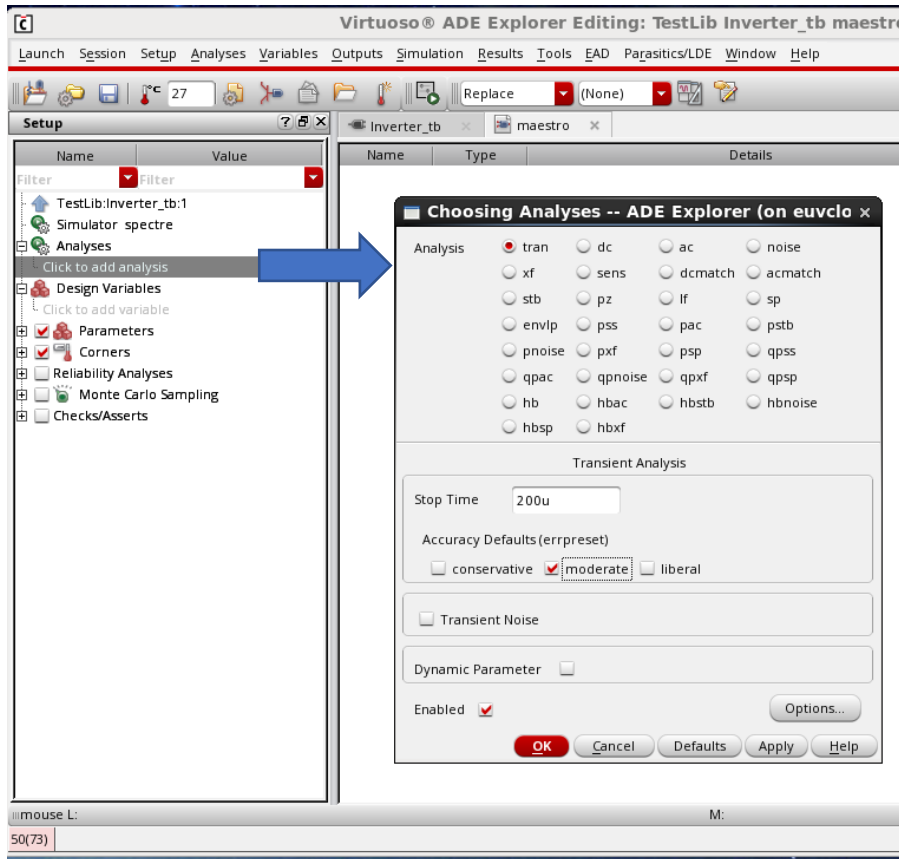 Virtuoso® ADE Explorer Editing: TestLib Inverter_tb maestro
Launch Session Setup Analyses Variables Outputs Simulation Results Tools EAD Parasitics/LDE Window Help
°C 27 Replace (None)
Setup ? Inverter_tb maestro
Name Value Name Type Details
Filter Filter
TestLib:Inverter_tb:1
Simulator spectre
Analyses
Click to add analysis
Design Variables
Click to add variable
Parameters
Corners
Reliability Analyses
Monte Carlo Sampling
Checks/Asserts
Choosing Analyses -- ADE Explorer (on euvclo
Analysis tran dc ac noise
xf sens dcmatch acmatch
stb pz lf sp
envlp pss pac pstb
pnoise pxf psp qpss
qpac qpnoise qpxf qpsp
hb hbac hbstb hbnoise
hbsp hbxf
Transient Analysis
Stop Time 200u
Accuracy Defaults (errpreset)
conservative moderate liberal
Transient Noise
Dynamic Parameter
Enabled Options...
OK Cancel Defaults Apply Help
mouse L: M:
50(73)